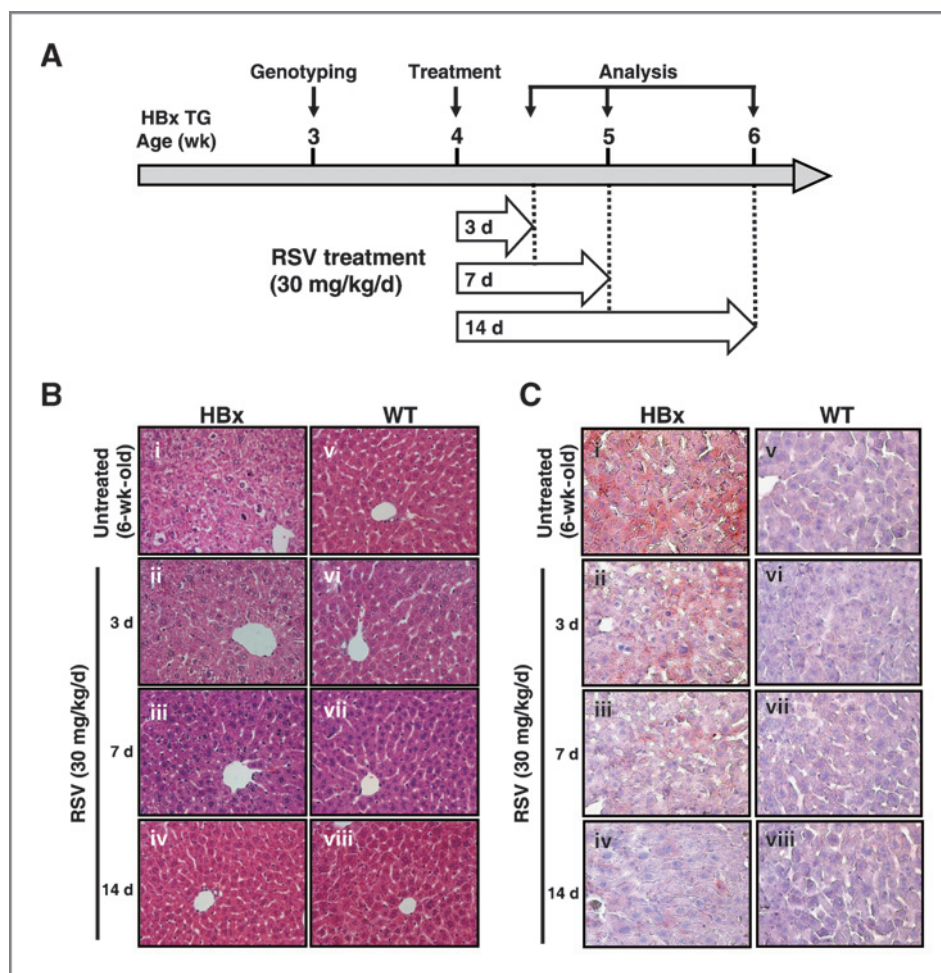 A
Genotyping
Treatment
Analysis
HBx TG
Age (wk)
3
4
5
6
RSV treatment
(30 mg/kg/d)
3 d
7 d
14 d
B
HBx
WT
Untreated
(6-wk-old)
RSV (30 mg/kg/d)
3 d
7 d
14 d
i
v
ii
vi
iii
vii
iv
viii
C
HBx
WT
Untreated
(6-wk-old)
RSV (30 mg/kg/d)
3 d
7 d
14 d
i
v
ii
vi
iii
vii
iv
viii